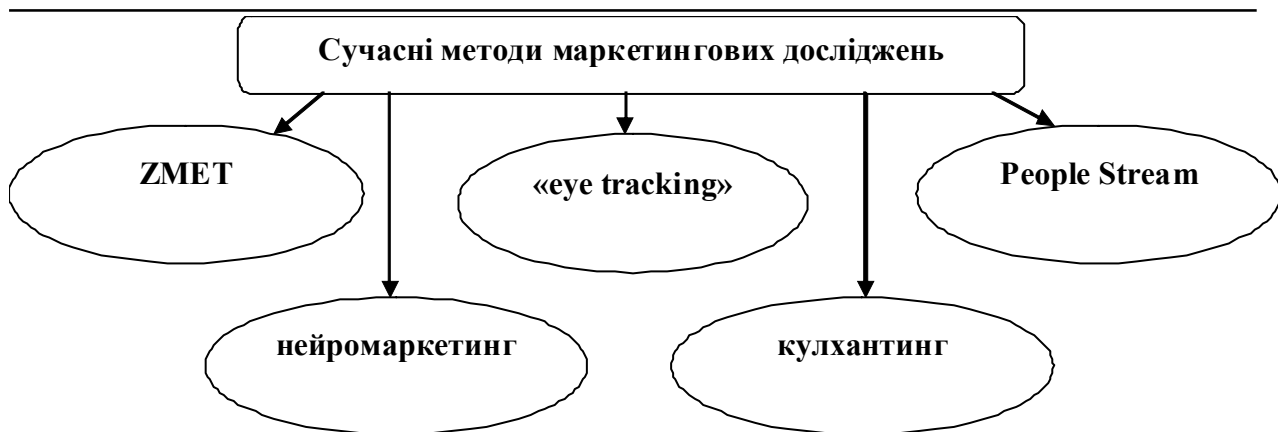 Сучасні методи маркетингових досліджень
ZMET
«eye tracking»
People Stream
нейромаркетинг
кулхантинг